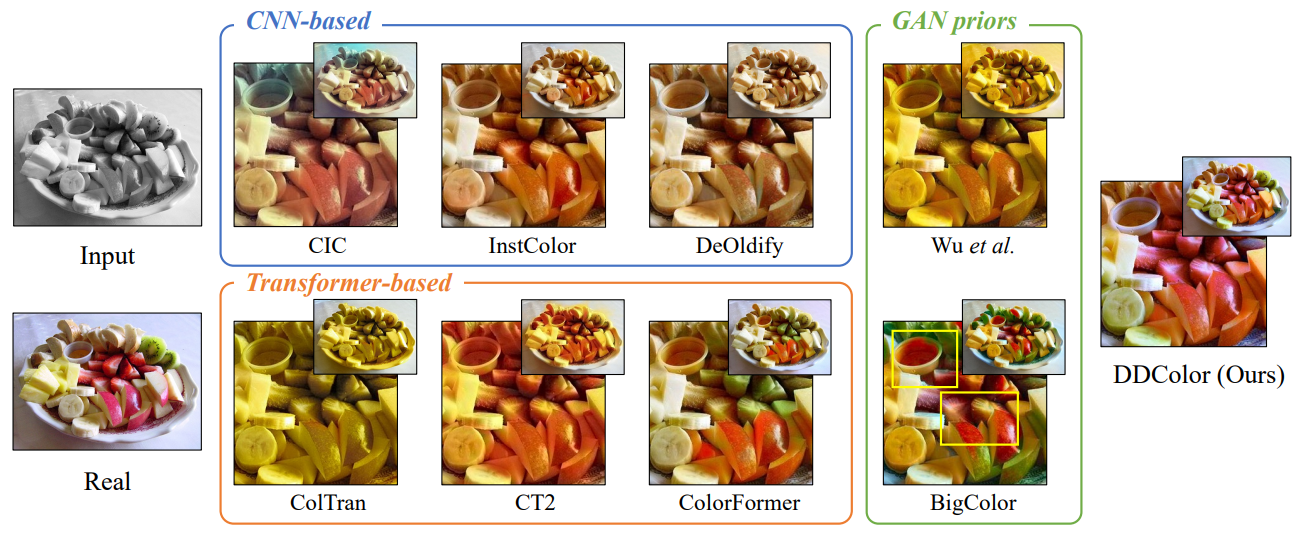 CNN-based
GAN priors
Input
CIC
InstColor
DeOldify
Wu et al.
Transformer-based
DDColor (Ours)
Real
ColTran
CT2
ColorFormer
BigColor